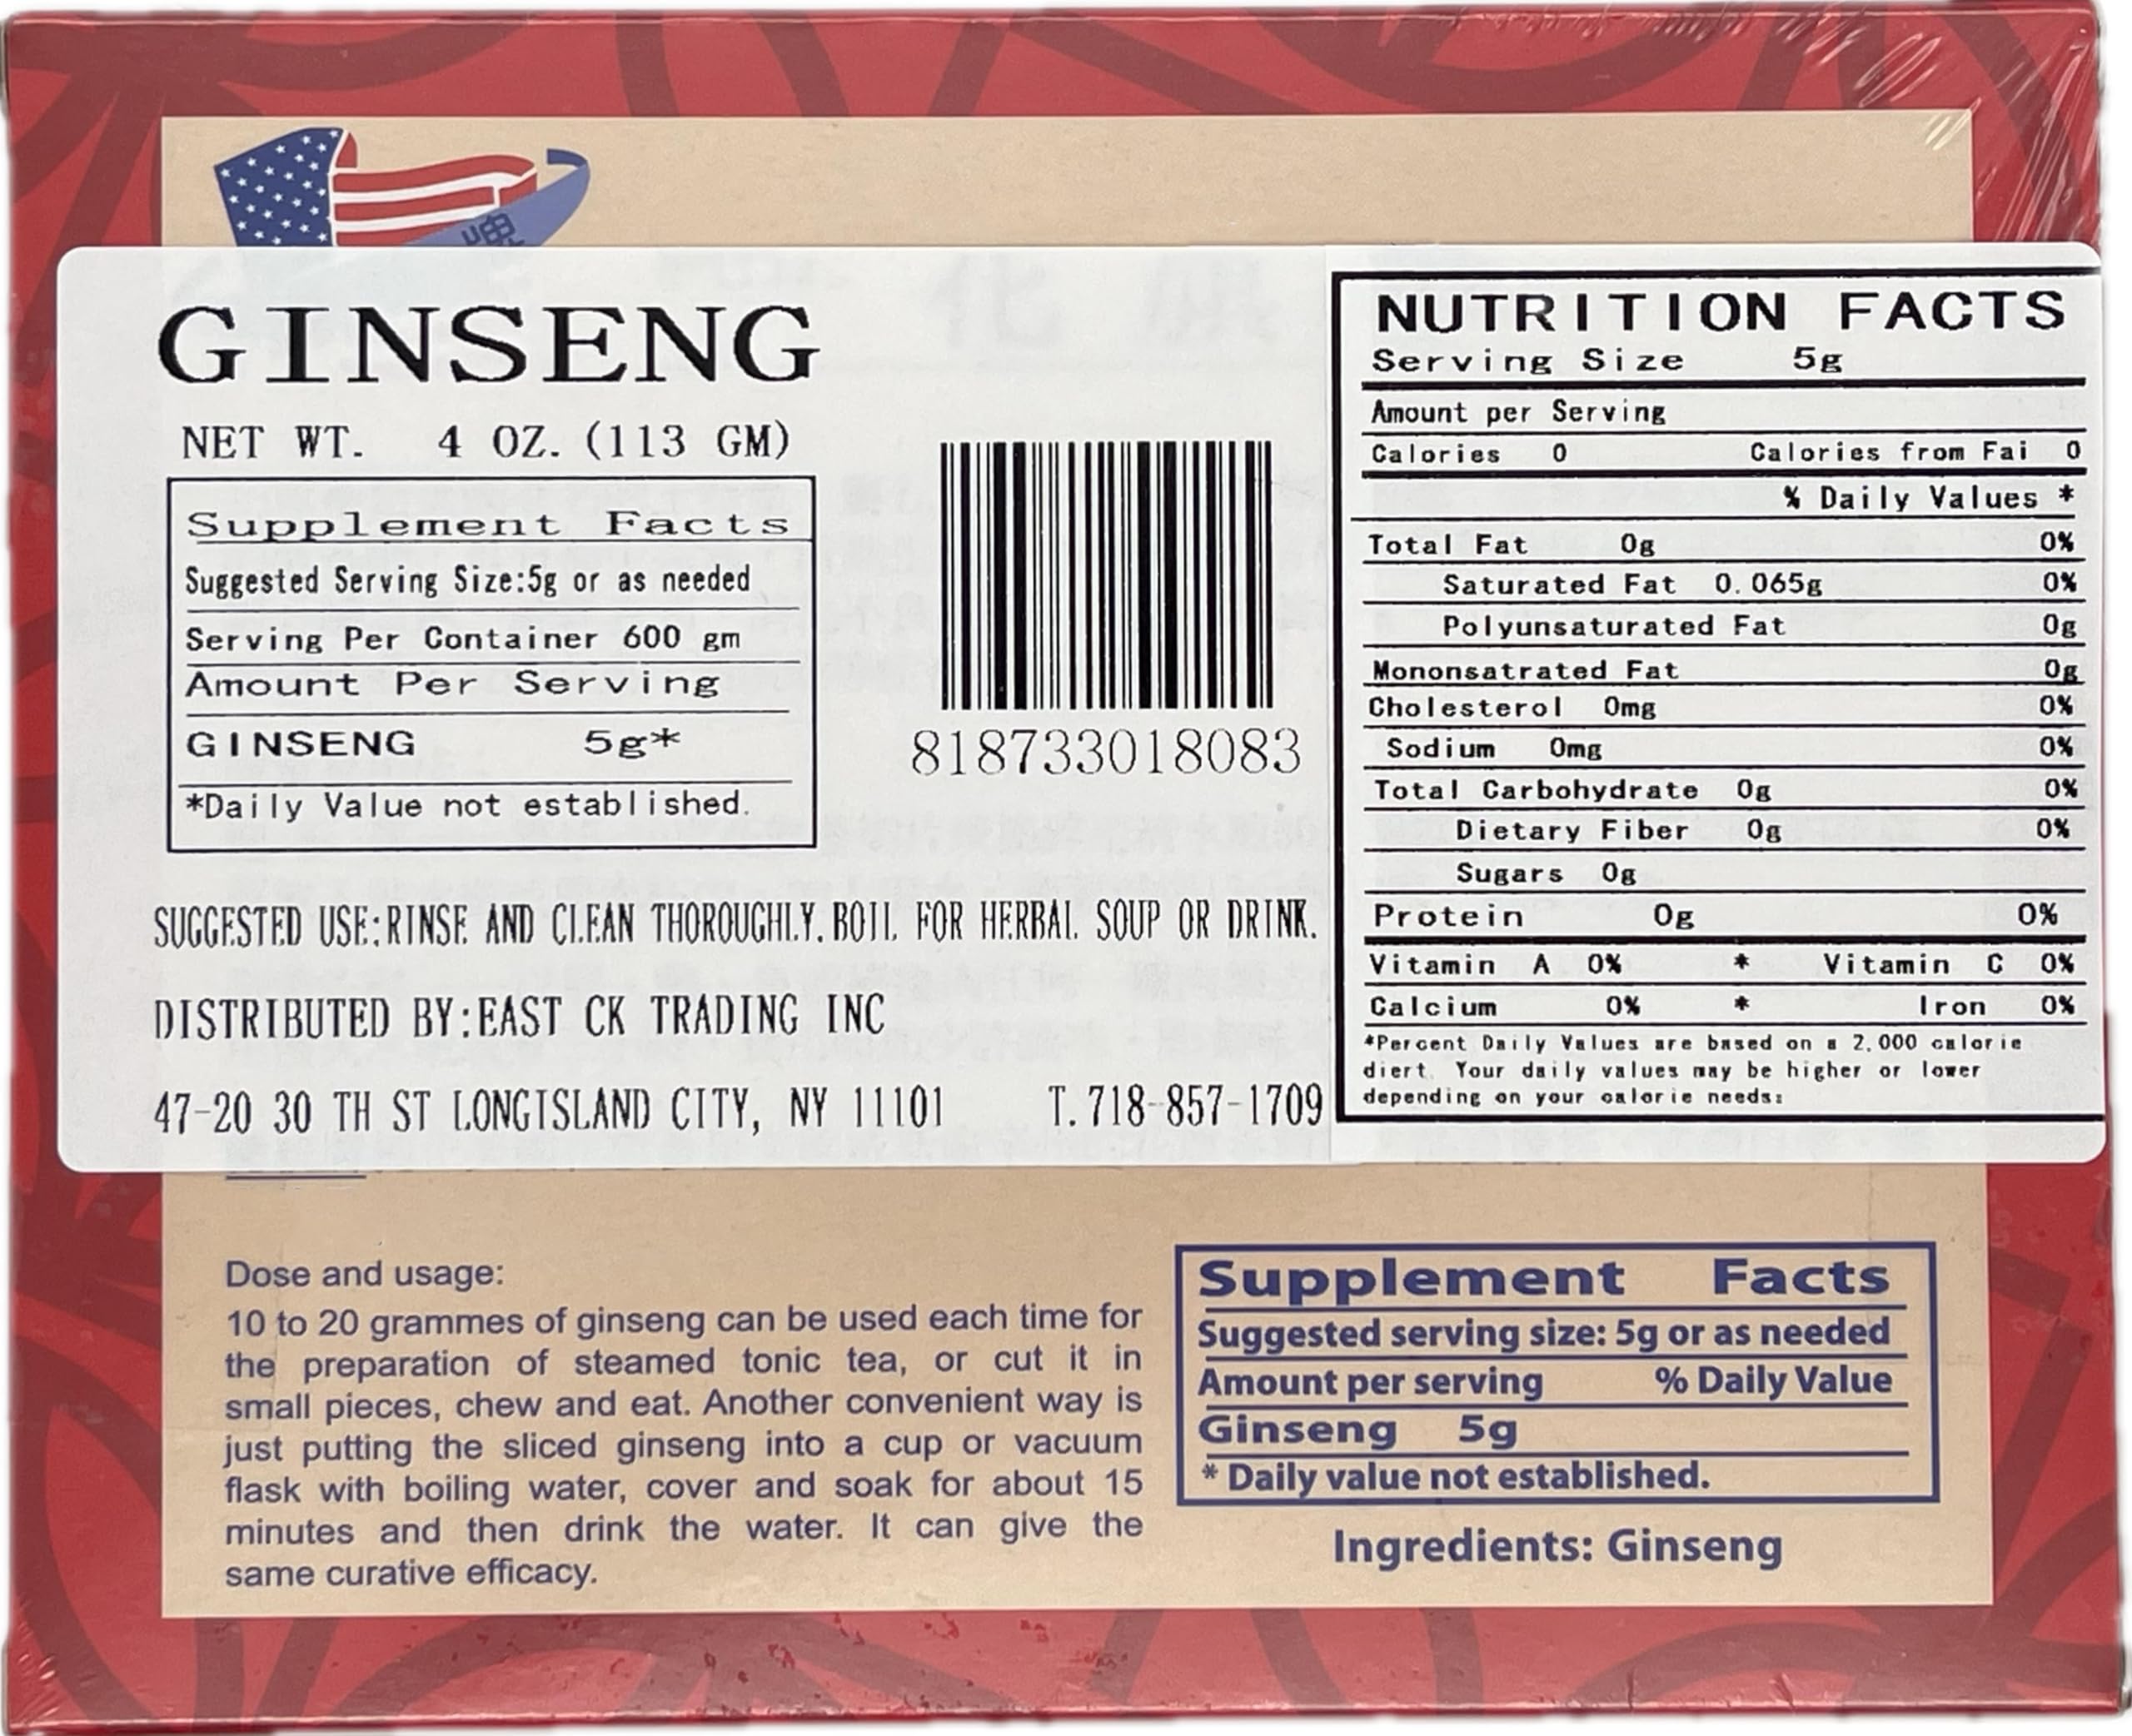 GINSENG
NET WT. 4 OZ. (113 GM)
Supplement Facts
Suggested Serving Size:5g or as needed
Serving Per Container 600 gm
Amount Per Serving
GINSENG 5g*
*Daily Value not established.
818733018083
SUGGESTED USE:RINSE AND CLEAN THOROUGHLY. BOIL FOR HERBAL SOUP OR DRINK.
DISTRIBUTED BY:EAST CK TRADING INC
47-20 30 TH ST LONGISLAND CITY, NY 11101 T. 718-857-1709
NUTRITION FACTS
Serving Size 5g
Amount per Serving
Calories 0 Calories from Fai 0
% Daily Values *
Total Fat 0g 0%
Saturated Fat 0.065g 0%
Polyunsaturated Fat 0g
Mononsatrated Fat 0g
Cholesterol 0mg 0%
Sodium 0mg 0%
Total Carbohydrate 0g 0%
Dietary Fiber 0g 0%
Sugars 0g
Protein 0g 0%
Vitamin A 0% * Vitamin C 0%
Calcium 0% * Iron 0%
*Percent Daily Values are based on a 2,000 calorie
diert. Your daily values may be higher or lower
depending on your calorie needs:
Dose and usage:
10 to 20 grammes of ginseng can be used each time for
the preparation of steamed tonic tea, or cut it in
small pieces, chew and eat. Another convenient way is
just putting the sliced ginseng into a cup or vacuum
flask with boiling water, cover and soak for about 15
minutes and then drink the water. It can give the
same curative efficacy.
Supplement Facts
Suggested serving size: 5g or as needed
Amount per serving % Daily Value
Ginseng 5g
* Daily value not established.
Ingredients: Ginseng